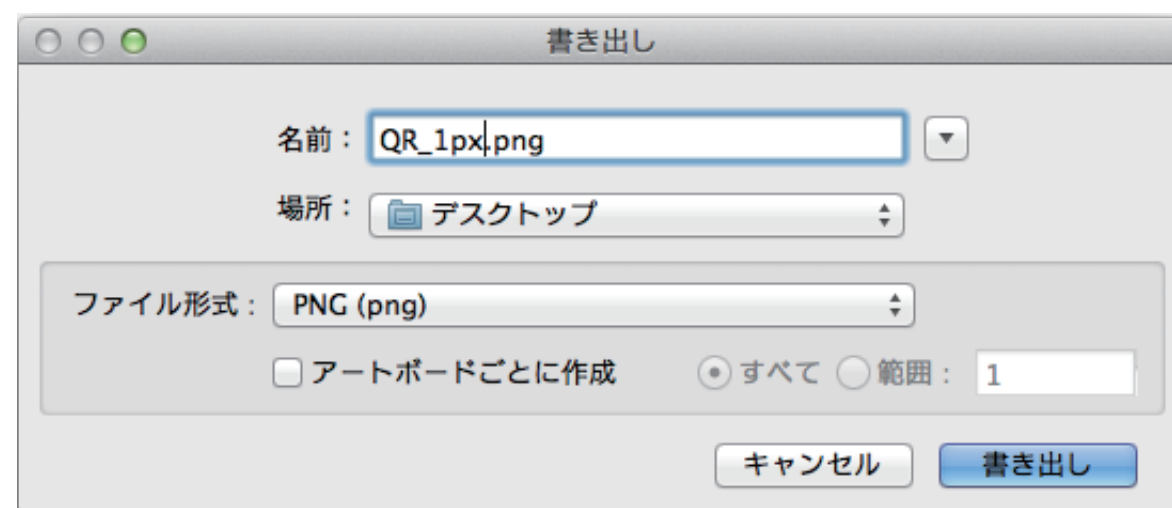 書き出し
名前： QR_1px.png
場所： デスクトップ
ファイル形式： PNG (png)
アートボードごとに作成 すべて 範囲： 1
キャンセル 書き出し